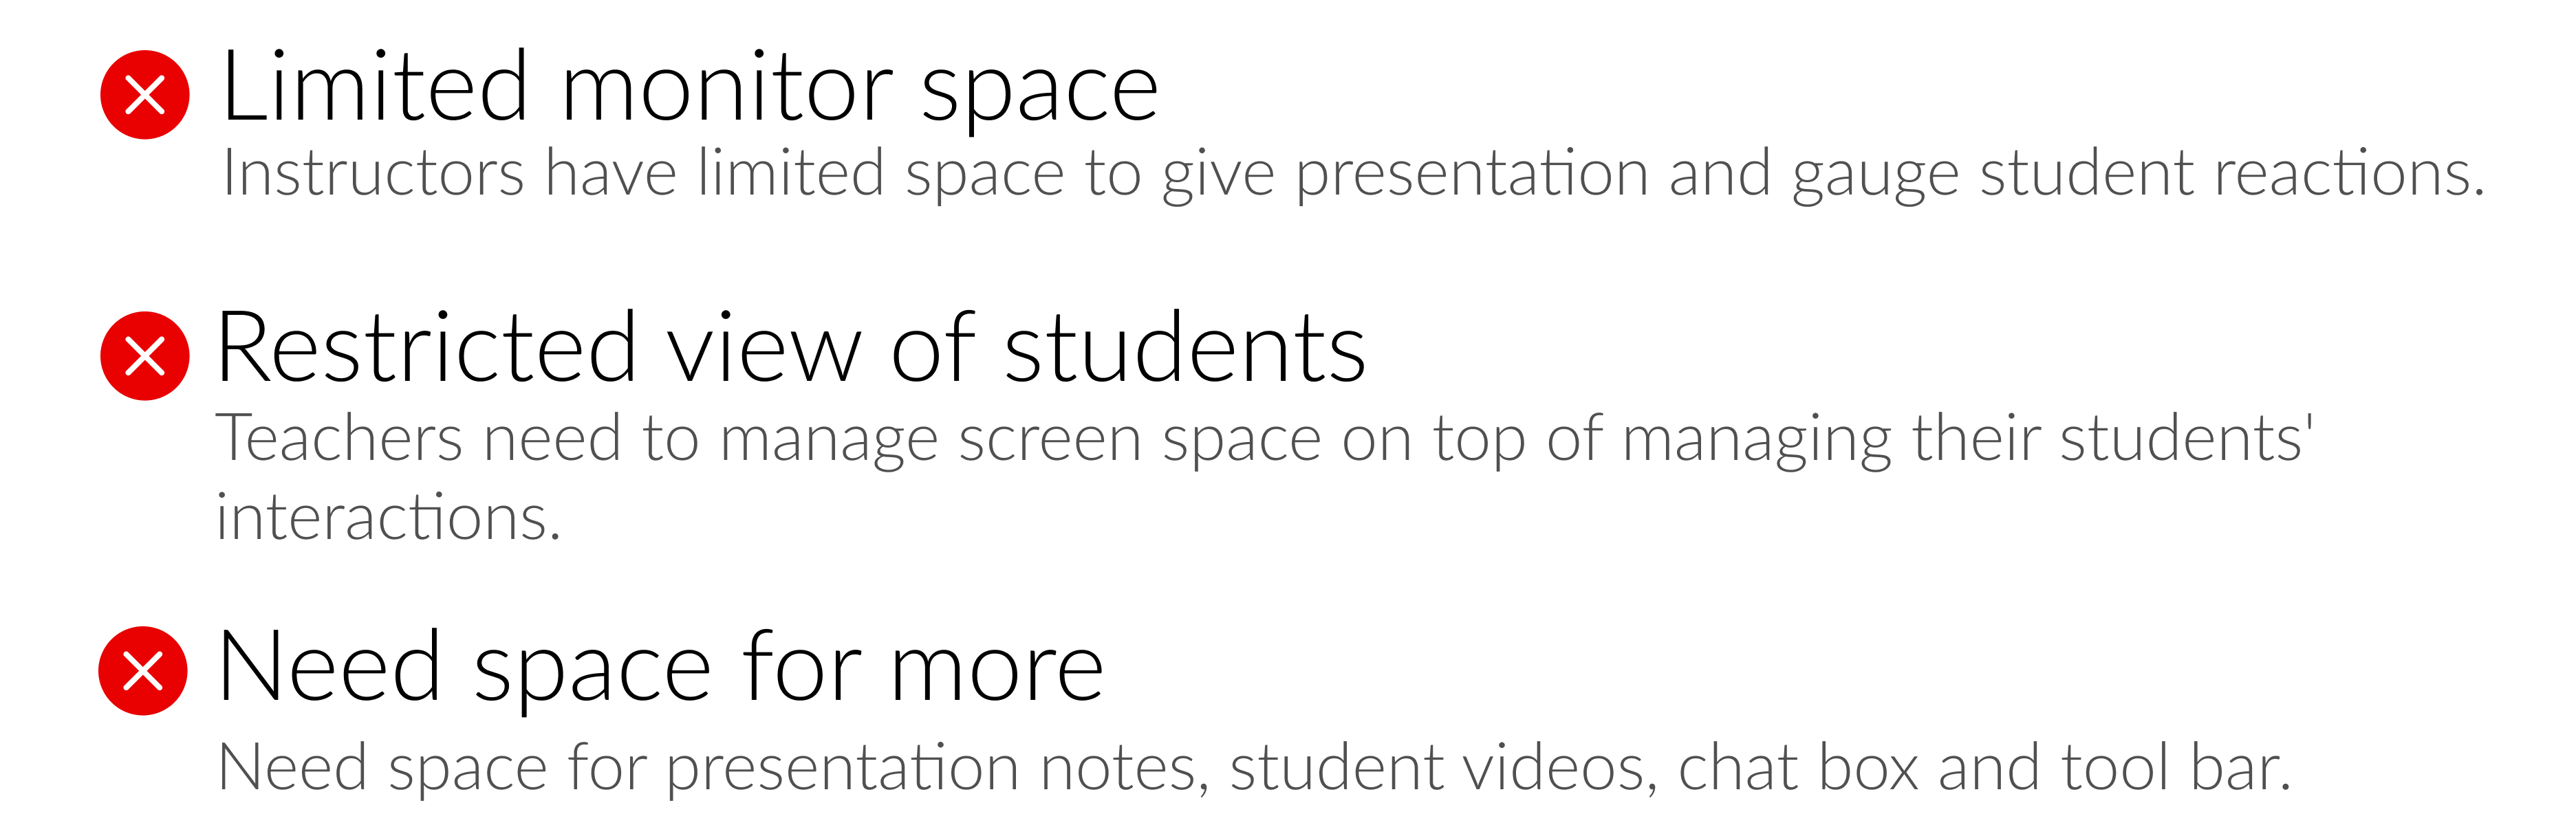 Limited monitor space
Instructors have limited space to give presentation and gauge student reactions.
Restricted view of students
Teachers need to manage screen space on top of managing their students'
interactions.
Need space for more
Need space for presentation notes, student videos, chat box and tool bar.